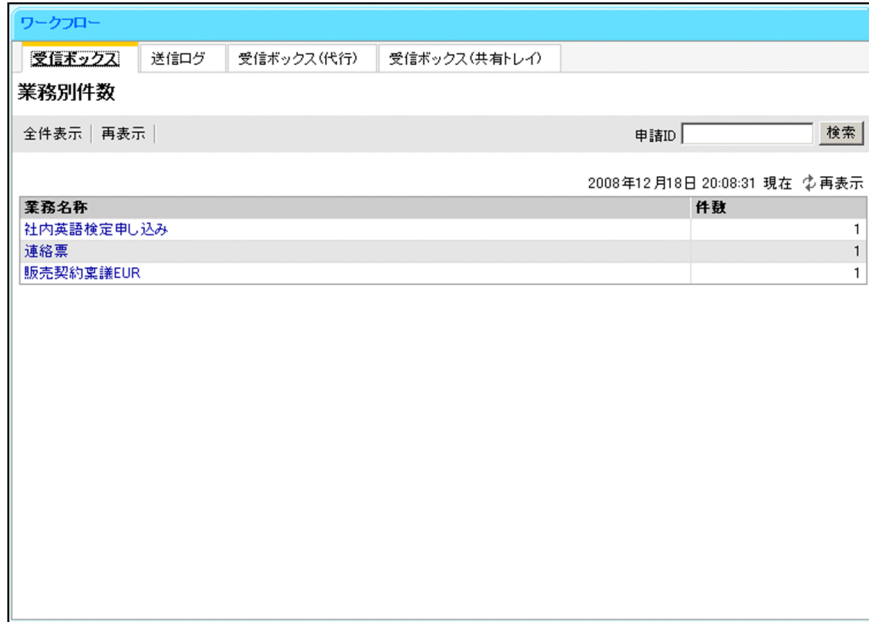 ワークフロー
受信ボックス 送信ログ 受信ボックス(代行) 受信ボックス(共有トレイ)
業務別件数
全件表示 再表示 申請ID 検索
2008年12月18日 20:08:31 現在 再表示
業務名称 件数
社内英語検定申し込み 1
連絡票 1
販売契約稟議EUR 1